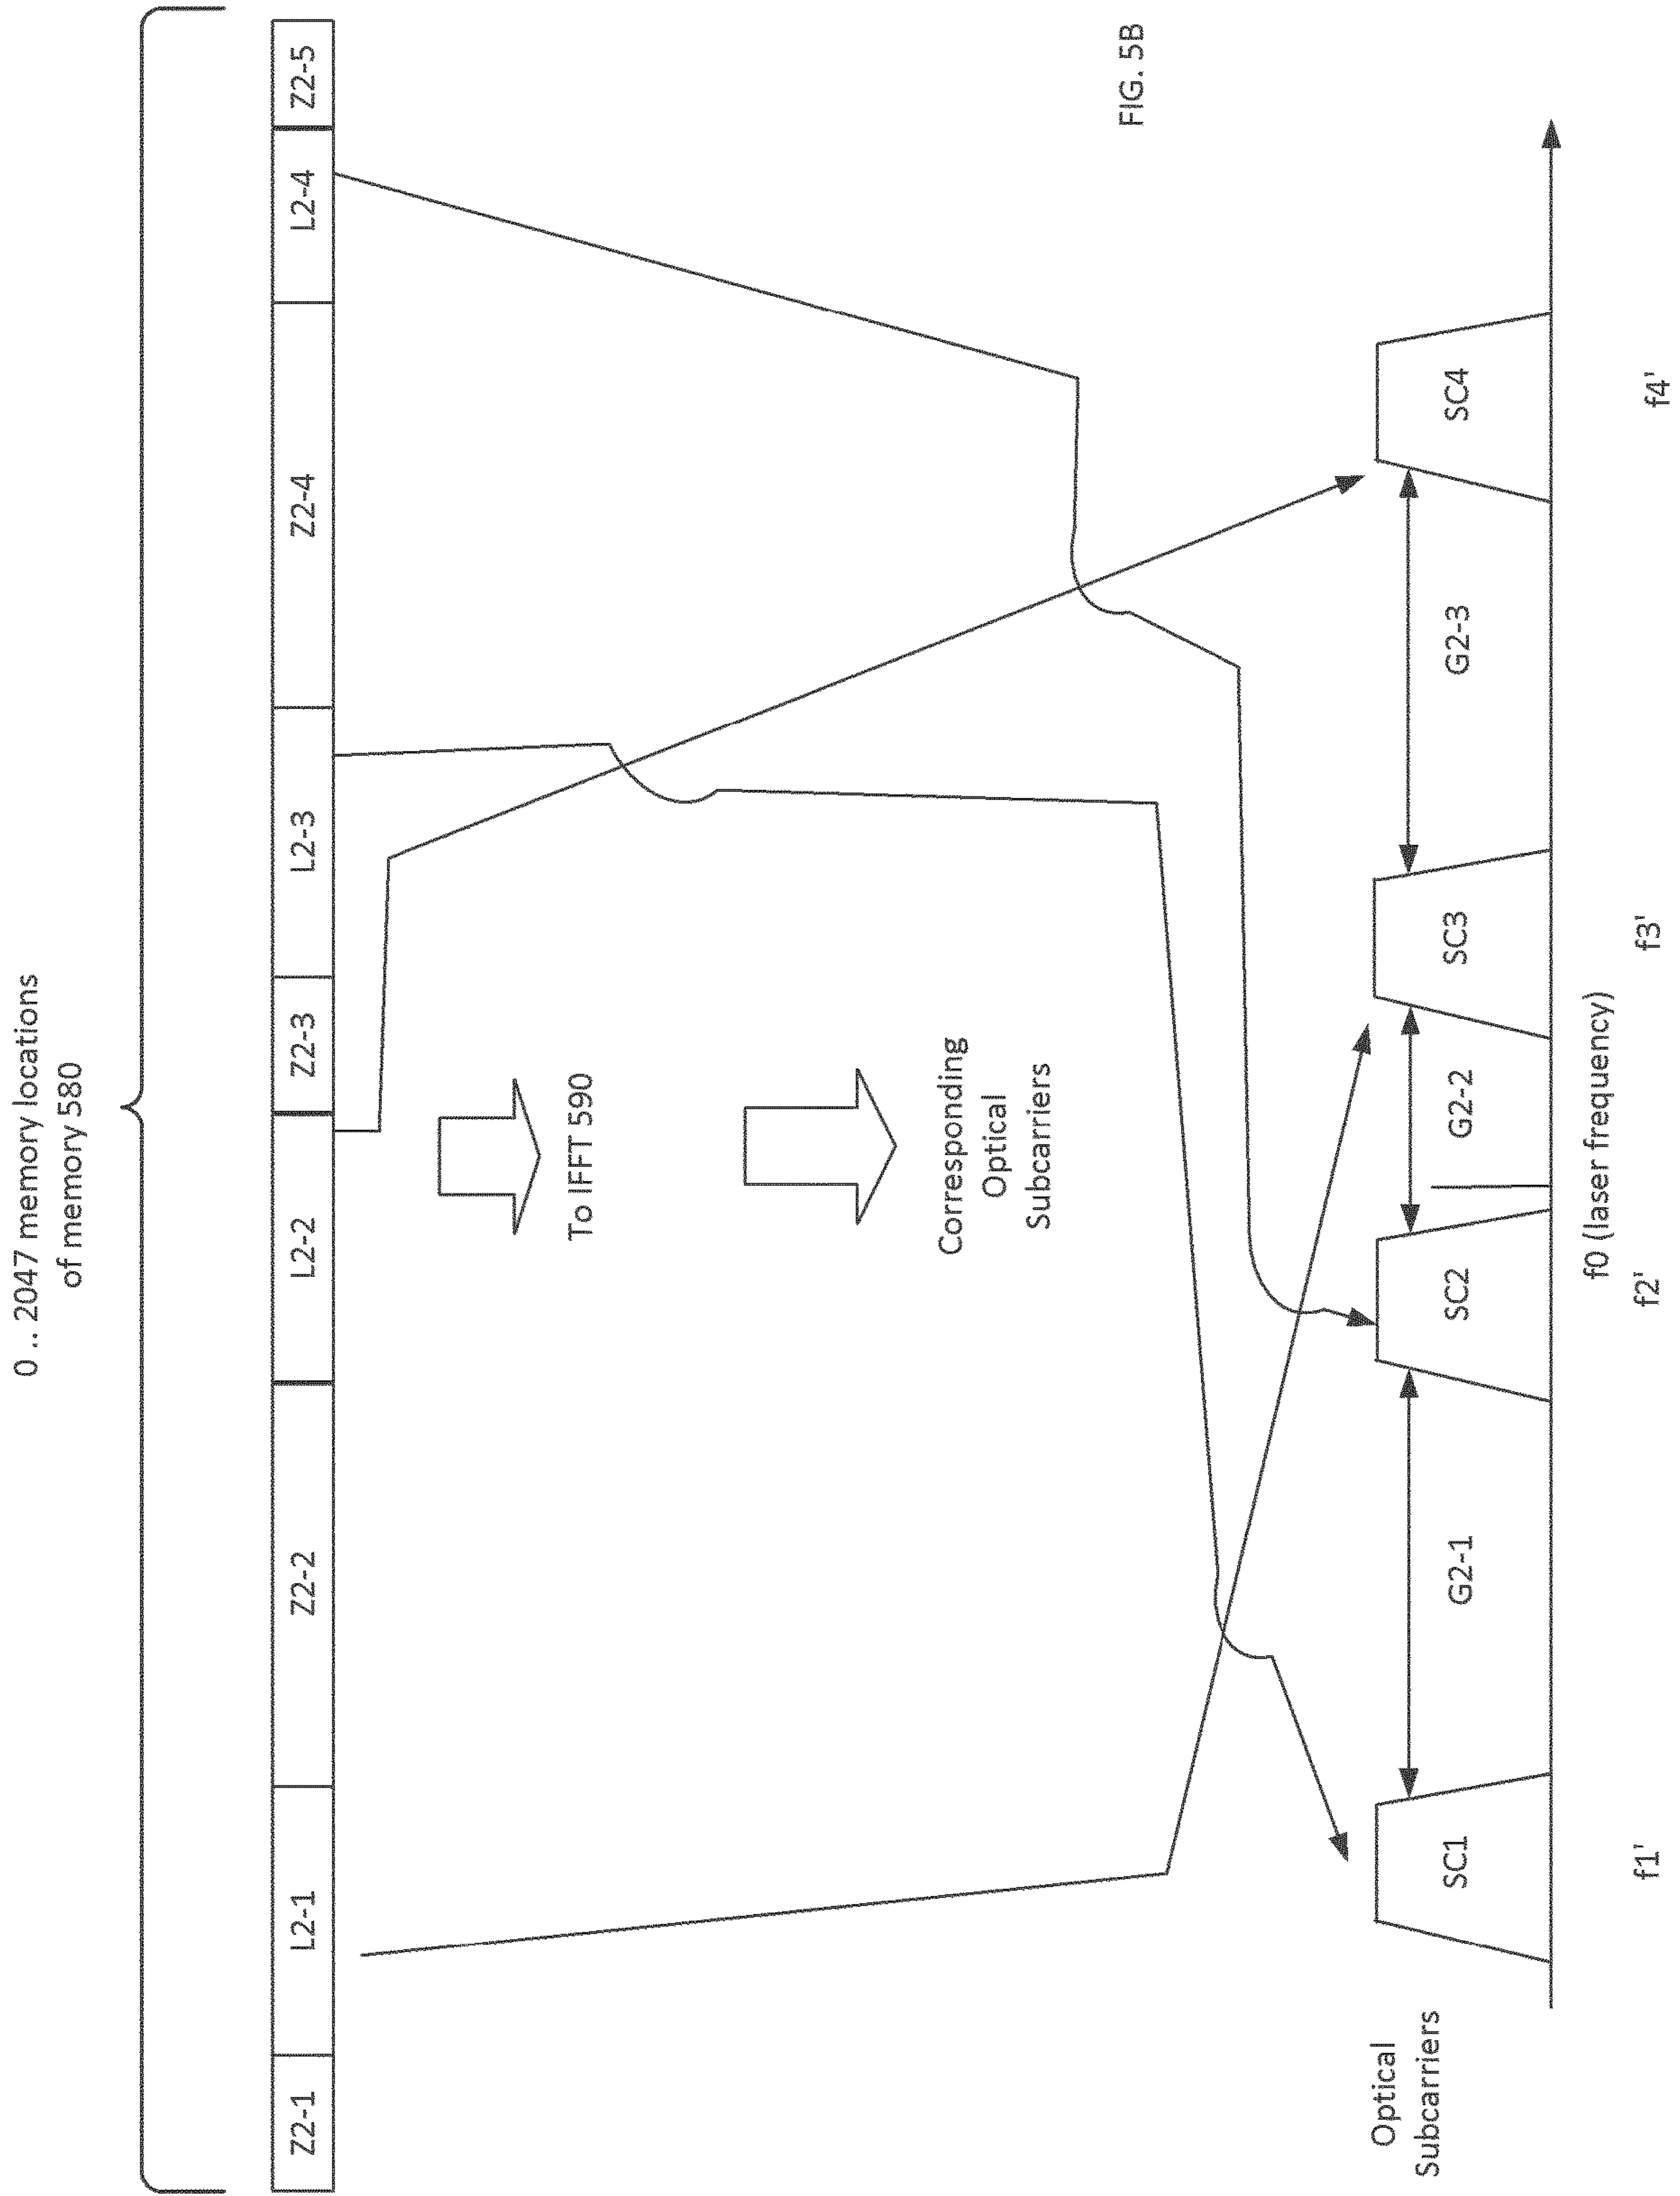 0 .. 2047 memory locations
of memory 580
Z2-1
L2-1
Z2-2
L2-2
Z2-3
L2-3
Z2-4
L2-4
Z2-5
To IFFT 590
Corresponding
Optical
Subcarriers
FIG. 5B
Optical
Subcarriers
SC1
G2-1
SC2
G2-2
SC3
G2-3
SC4
f0 (laser frequency)
f1'
f2'
f3'
f4'